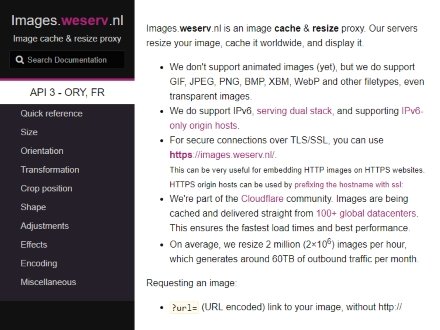 Images.weserv.nl
Image cache & resize proxy
Search Documentation
API 3 - ORY, FR
Quick reference
Size
Orientation
Transformation
Crop position
Shape
Adjustments
Effects
Encoding
Miscellaneous
Images.weserv.nl is an image cache & resize proxy. Our servers
resize your image, cache it worldwide, and display it
• We don't support animated images (yet), but we do support
GIF, JPEG, PNG, BMP, XBM, WebP and other filetypes, even
transparent images.
• We do support IPv6, serving dual stack, and supporting IPv6-
only origin hosts.
• For secure connections over TLS/SSL, you can use
https://images.weserv.nl/.
This can be very useful for embedding HTTP images on HTTPS websites.
HTTPS origin hosts can be used by prefixing the hostname with ssl:
• We're part of the Cloudflare community. Images are being
cached and delivered straight from 100+ global datacenters.
This ensures the fastest load times and best performance.
• On average, we resize 2 million (2×10⁶) images per hour,
which generates around 60TB of outbound traffic per month.
Requesting an image:
• ?url= (URL encoded) link to your image, without http://